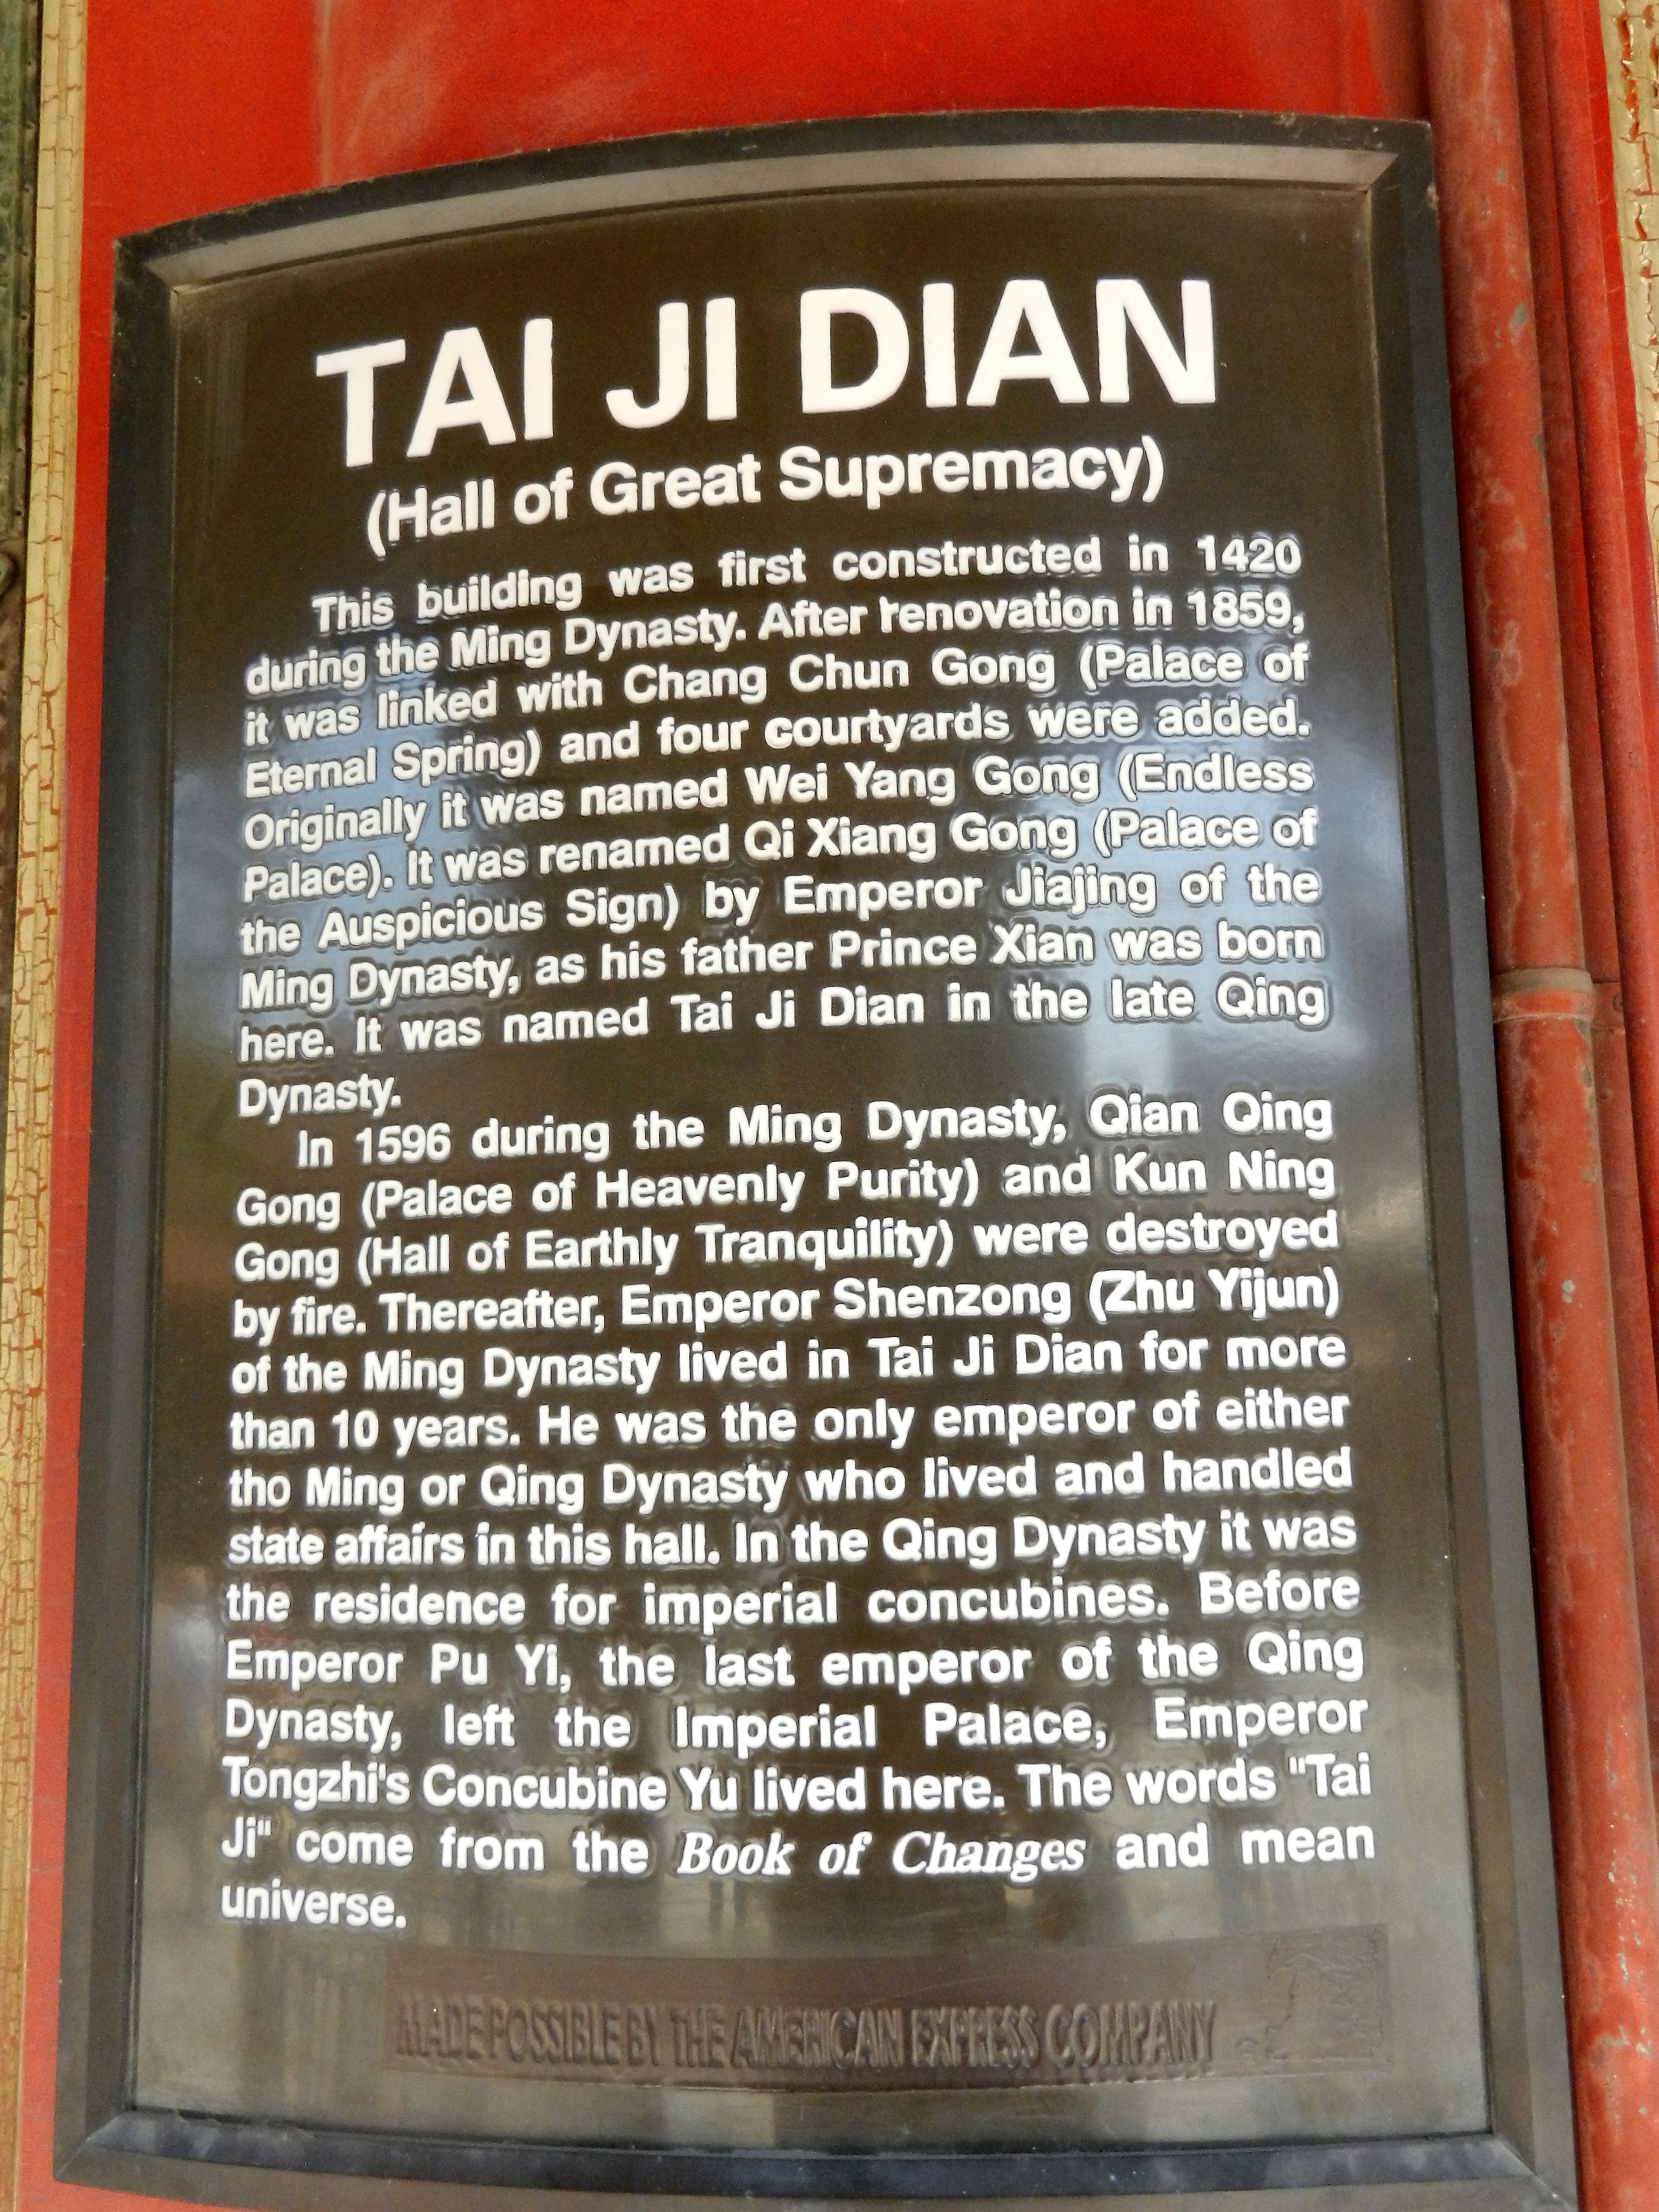 TAI JI DIAN
(Hall of Great Supremacy)
This building was first constructed in 1420
during the Ming Dynasty. After renovation in 1859,
it was linked with Chang Chun Gong (Palace of
Eternal Spring) and four courtyards were added.
Originally it was named Wei Yang Gong (Endless
Palace). It was renamed Qi Xiang Gong (Palace of
the Auspicious Sign) by Emperor Jiajing of the
Ming Dynasty, as his father Prince Xian was born
here. It was named Tai Ji Dian in the late Qing
Dynasty.
In 1596 during the Ming Dynasty, Qian Qing
Gong (Palace of Heavenly Purity) and Kun Ning
Gong (Hall of Earthly Tranquility) were destroyed
by fire. Thereafter, Emperor Shenzong (Zhu Yijun)
of the Ming Dynasty lived in Tai Ji Dian for more
than 10 years. He was the only emperor of either
tho Ming or Qing Dynasty who lived and handled
state affairs in this hall. In the Qing Dynasty it was
the residence for imperial concubines. Before
Emperor Pu Yi, the last emperor of the Qing
Dynasty, left the Imperial Palace, Emperor
Tongzhi's Concubine Yu lived here. The words "Tai
Ji" come from the Book of Changes and mean
universe.
MADE POSSIBLE BY THE AMERICAN EXPRESS COMPANY